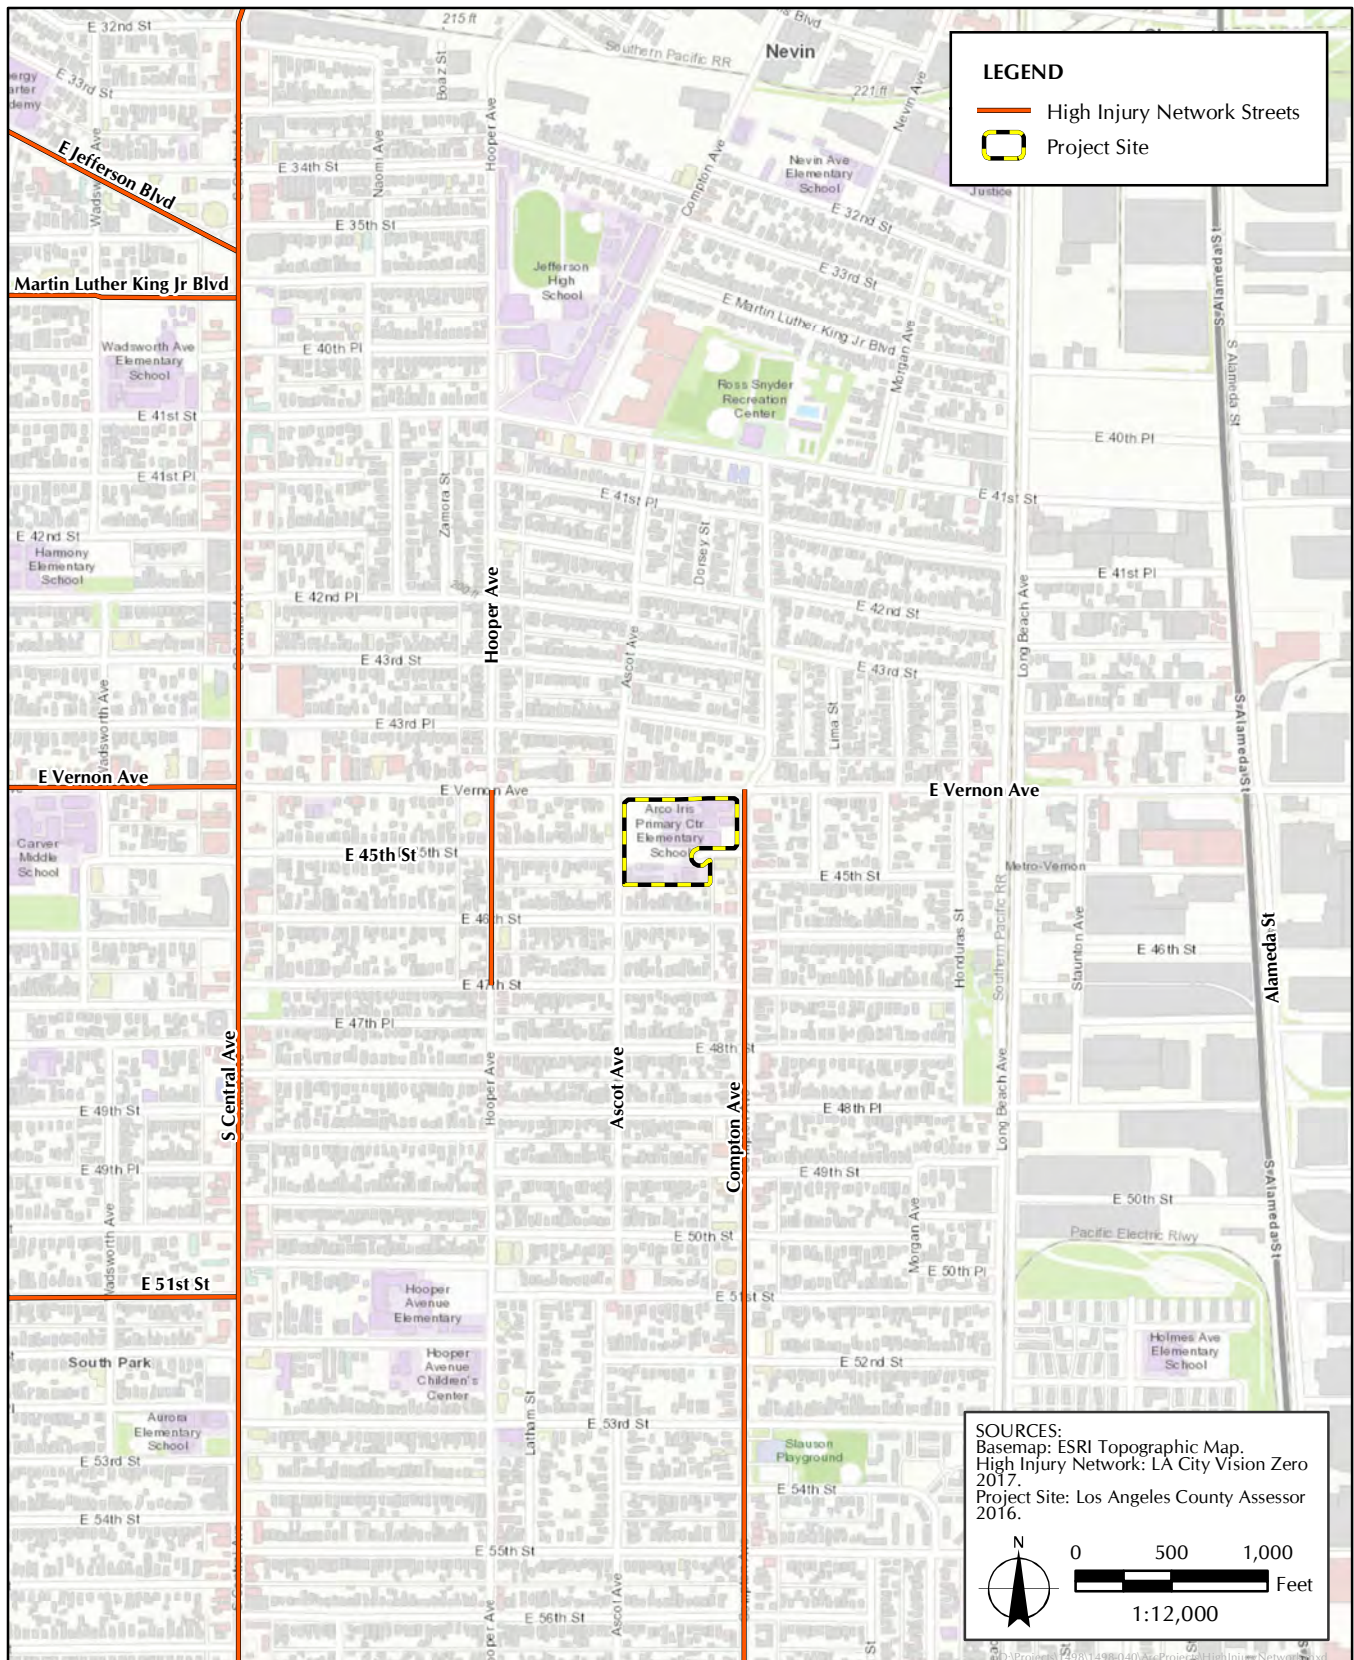 E 32nd St
215 ft
Southern Pacific RR
Nevin
Boaz St
E 33rd St
221 ft
Nevin Ave
LEGEND
High Injury Network Streets
Project Site
Hooper Ave
Compton Ave
Nevin Ave
Elementary
School
Justice
E Jefferson Blvd
E 34th St
Naomi Ave
E 35th St
E 32nd St
E 33rd St
Jefferson
High
School
S Alameda St
Martin Luther King Jr Blvd
E Martin Luther King Jr Blvd
Morgan Ave
S Alameda St
Wadsworth Ave
Elementary
School
E 40th Pl
Ross Snyder
Recreation
Center
E 41st St
E 40th Pl
E 41st Pl
Zamora St
E 41st Pl
E 41st St
E 42nd St
Harmony
Elementary
School
Dorsey St
E 41st Pl
E 42nd Pl
200 ft
Hooper Ave
E 42nd St
Long Beach Ave
E 43rd St
Ascot Ave
E 43rd St
Wadsworth Ave
E 43rd Pl
Lima St
S Alameda St
E Vernon Ave
E Vernon Ave
E Vernon Ave
Carver
Middle
School
E 45th St
Arco Iris
Primary Ctr
Elementary
School
E 45th St
Metro-Vernon
E 46th St
Honduras St
Southern Pacific RR
Staunton Ave
E 46th St
Alameda St
E 47th St
E 47th Pl
E 48th St
S Central Ave
Hooper Ave
Ascot Ave
Compton Ave
Long Beach Ave
E 49th St
E 48th Pl
E 49th Pl
E 49th St
E 50th St
Wadsworth Ave
E 50th St
Morgan Ave
Pacific Electric Rlwy
S Alameda St
E 50th Pl
E 51st St
E 51st St
Hooper
Avenue
Elementary
Holmes Ave
Elementary
School
South Park
Hooper
Avenue
Children's
Center
E 52nd St
Aurora
Elementary
School
Latham St
E 53rd St
E 53rd St
Slauson
Playground
E 54th St
E 54th St
E 55th St
E 56th St
Ascot Ave
SOURCES:
Basemap: ESRI Topographic Map.
High Injury Network: LA City Vision Zero
2017.
Project Site: Los Angeles County Assessor
2016.
N
0 500 1,000
Feet
1:12,000